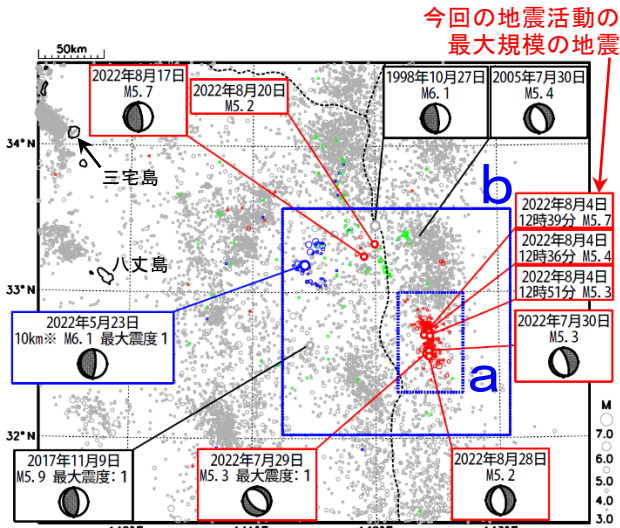 今回の地震活動の
最大規模の地震
50km
2022年8月17日
M5.7
2022年8月20日
M5.2
1998年10月27日
M6.1
2005年7月30日
M5.4
34°N
三宅島
b
2022年8月4日
12時39分 M5.7
2022年8月4日
12時36分 M5.4
2022年8月4日
12時51分 M5.3
八丈島
33°N
2022年5月23日
10km※ M6.1 最大震度1
2022年7月30日
M5.3
a
M
7.0
6.0
5.0
4.0
3.0
32°N
2017年11月9日
M5.9 最大震度:1
2022年7月29日
M5.3 最大震度:1
2022年8月28日
M5.2